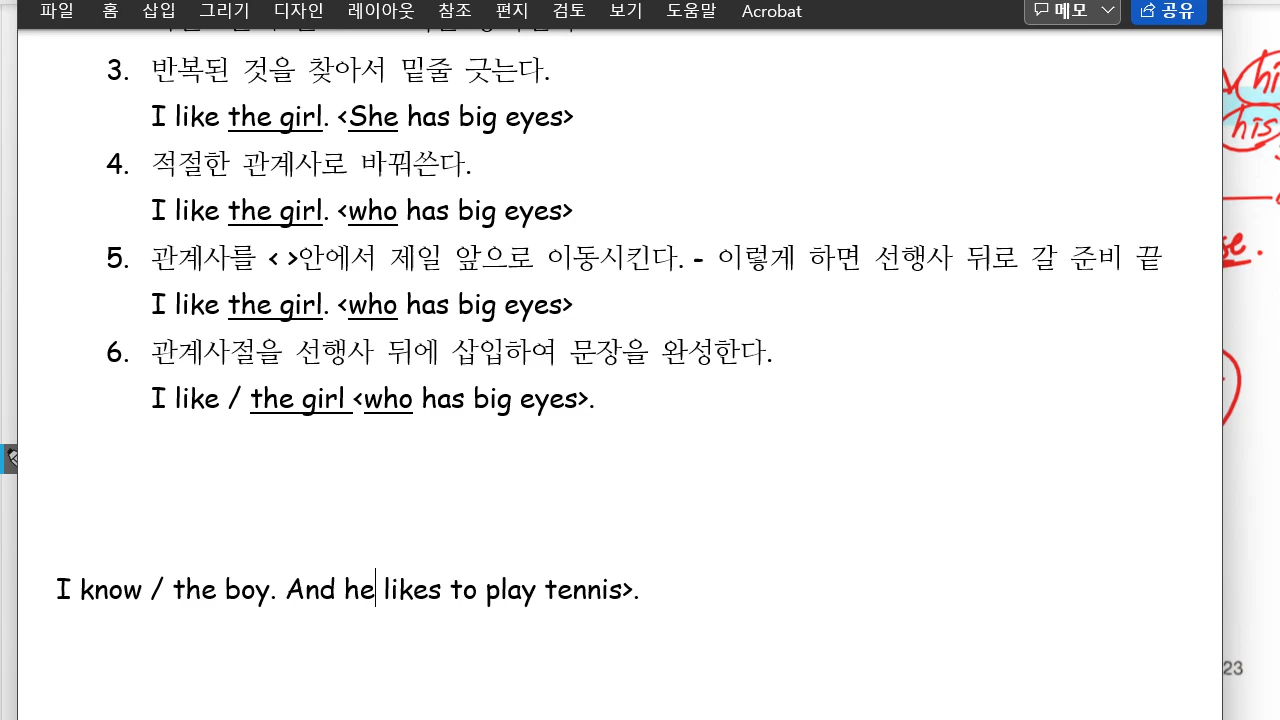 파일 홈 삽입 그리기 디자인 레이아웃 참조 편지 검토 보기 도움말 Acrobat 메모 공유
3. 반복된 것을 찾아서 밑줄 긋는다.
I like the girl. <She has big eyes>
4. 적절한 관계사로 바꿔쓴다.
I like the girl. <who has big eyes>
5. 관계사를 < >안에서 제일 앞으로 이동시킨다. - 이렇게 하면 선행사 뒤로 갈 준비 끝
I like the girl. <who has big eyes>
6. 관계사절을 선행사 뒤에 삽입하여 문장을 완성한다.
I like / the girl <who has big eyes>.
I know / the boy. And he likes to play tennis>.
his
23